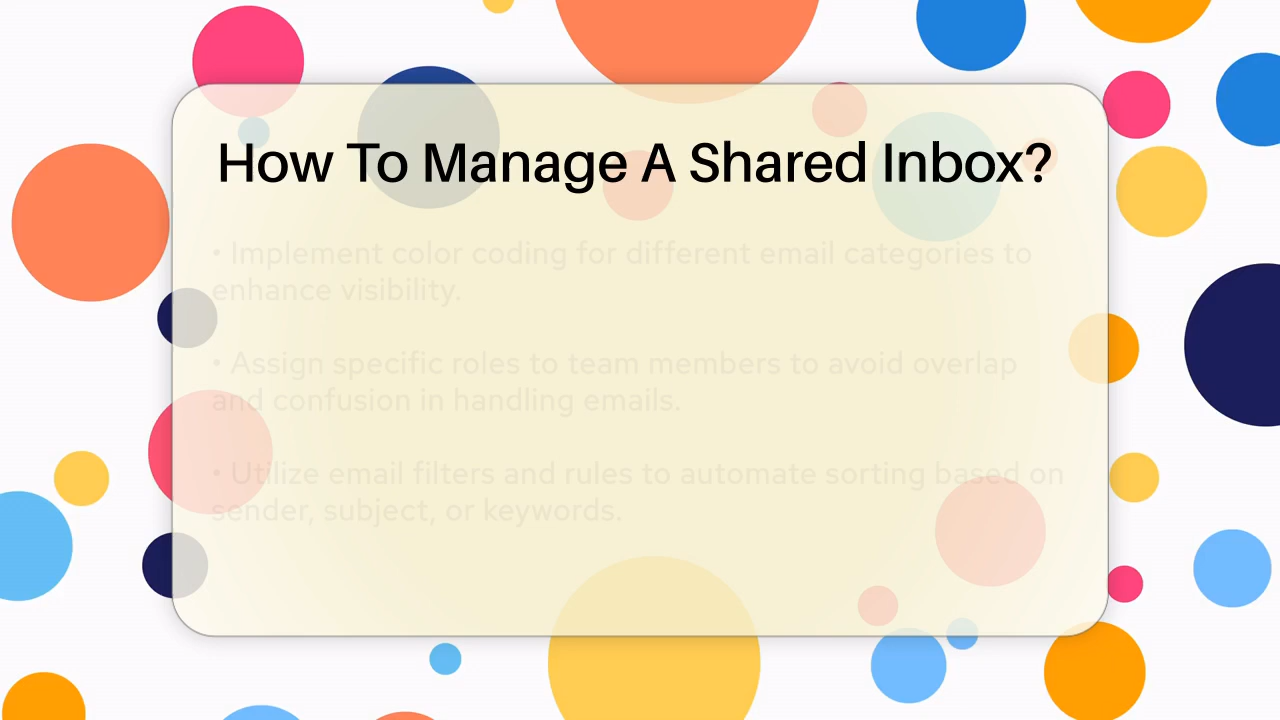 How To Manage A Shared Inbox?
• Implement color coding for different email categories to
enhance visibility.
• Assign specific roles to team members to avoid overlap
and confusion in handling emails.
• Utilize email filters and rules to automate sorting based on
sender, subject, or keywords.